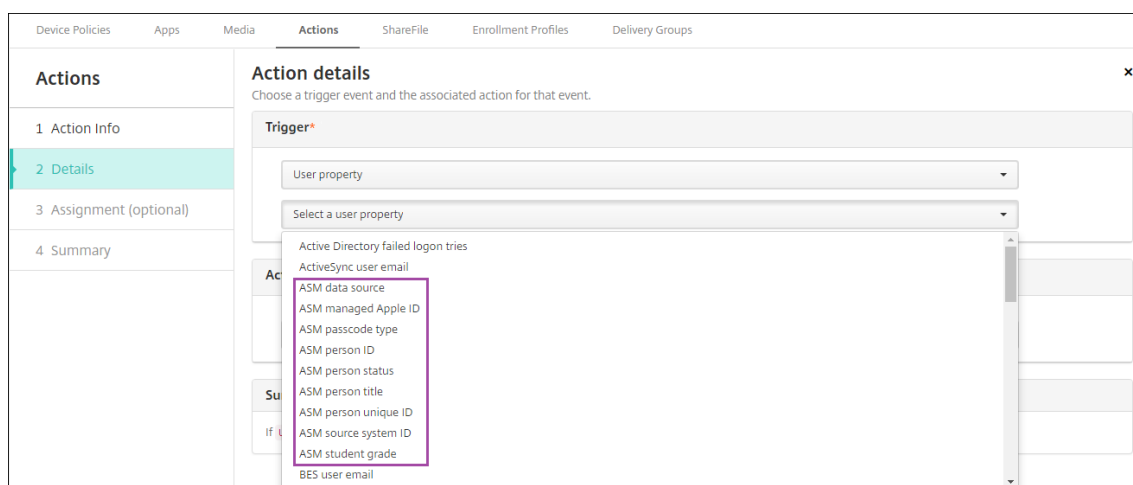 Device Policies Apps Media Actions ShareFile Enrollment Profiles Delivery Groups
Actions
1 Action Info
2 Details
3 Assignment (optional)
4 Summary
Action details
Choose a trigger event and the associated action for that event.
Trigger*
User property
Select a user property
Active Directory failed logon tries
ActiveSync user email
ASM data source
ASM managed Apple ID
ASM passcode type
ASM person ID
ASM person status
ASM person title
ASM person unique ID
ASM source system ID
ASM student grade
BES user email
Ac
Su
If